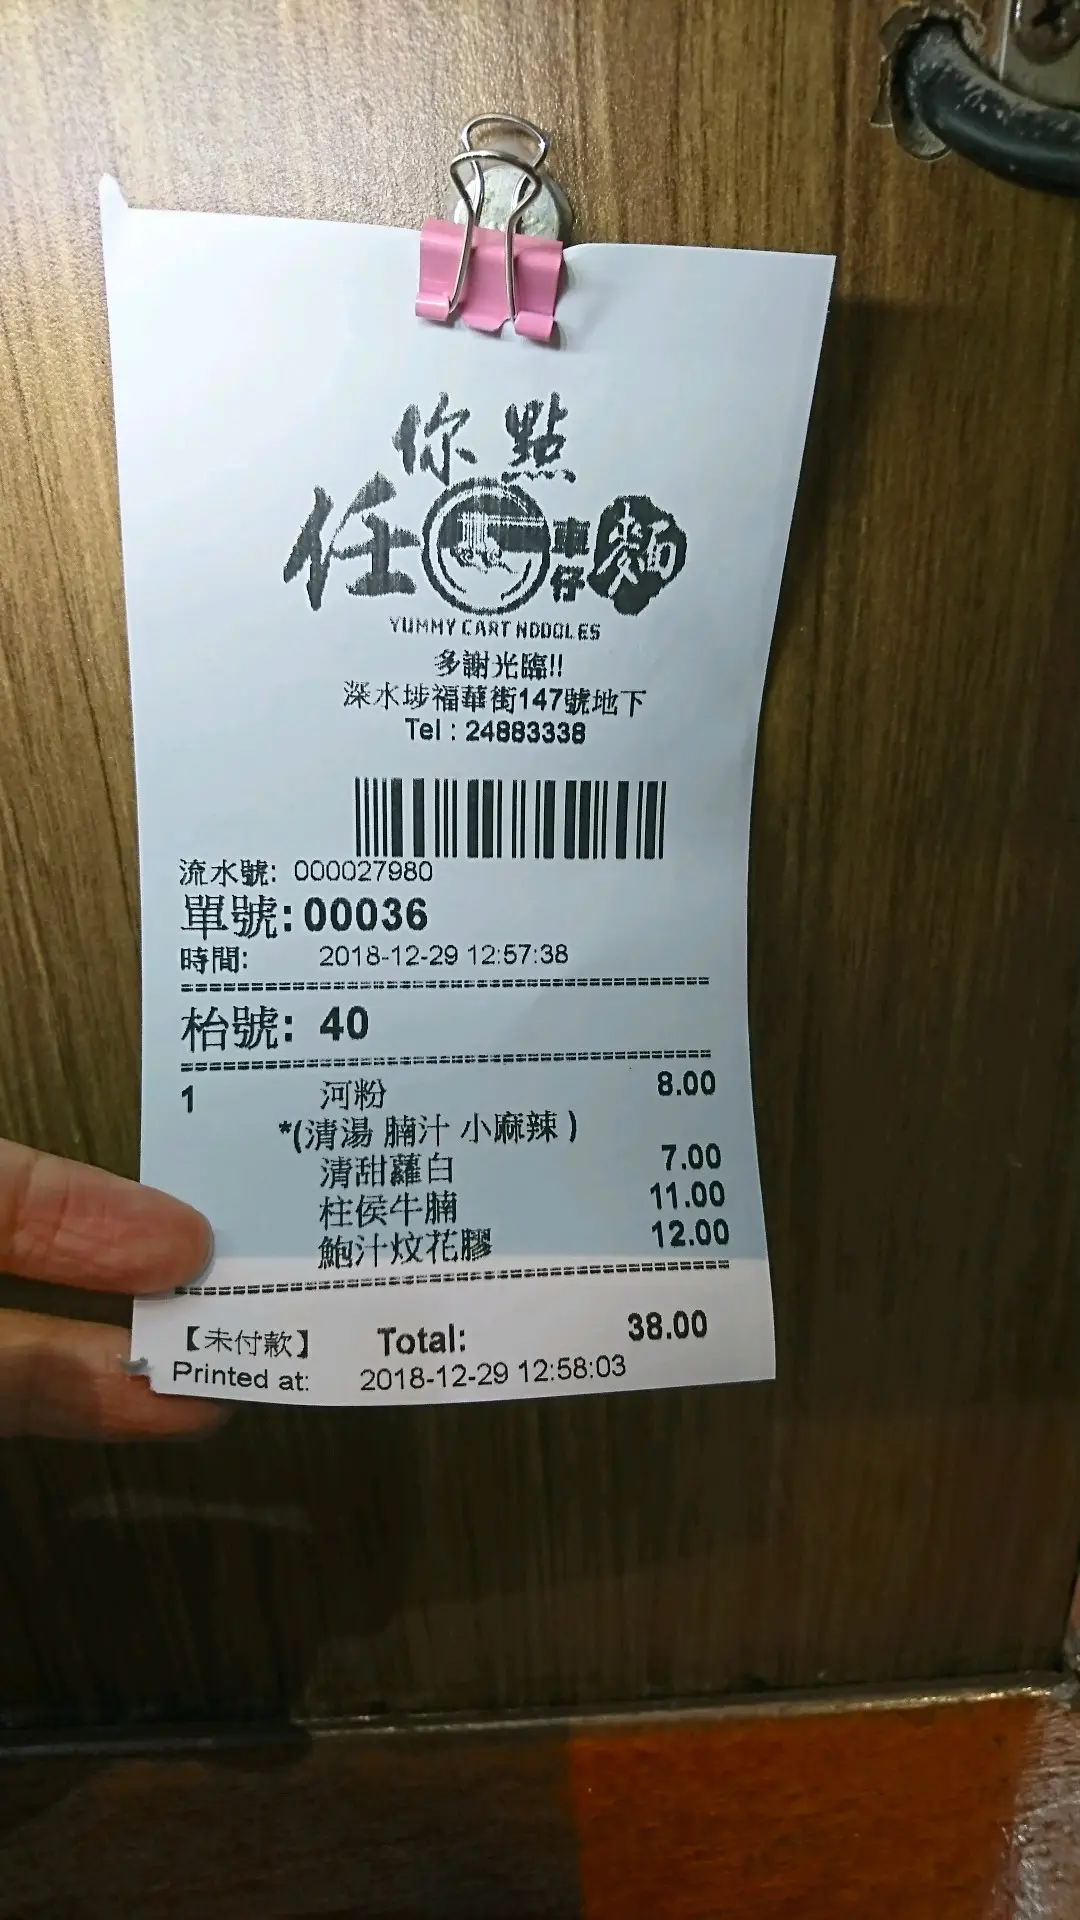 任你點
車仔麵
YUMMY CART NOODLES
多謝光臨!!
深水埗福華街147號地下
Tel : 24883338
流水號: 000027980
單號: 00036
時間: 2018-12-29 12:57:38
枱號: 40
1 河粉 8.00
*(清湯 腩汁 小麻辣 )
清甜蘿白 7.00
柱侯牛腩 11.00
鮑汁炆花膠 12.00
【未付款】 Total: 38.00
Printed at: 2018-12-29 12:58:03